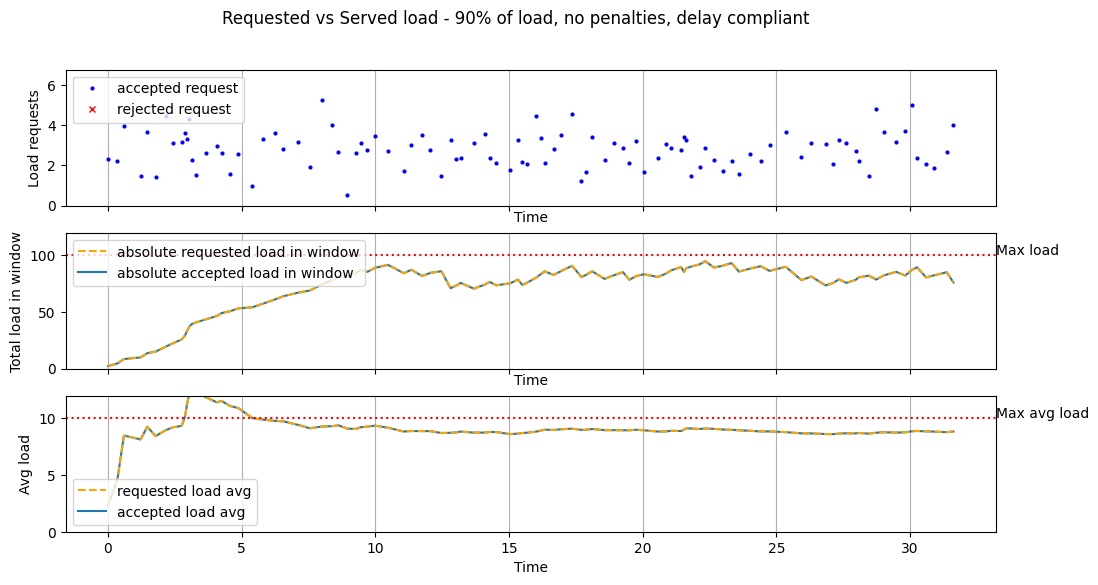 Requested vs Served load - 90% of load, no penalties, delay compliant
6
4
2
0
Load requests
accepted request
rejected request
Time
100
50
0
Total load in window
absolute requested load in window
absolute accepted load in window
Max load
Time
10
5
0
Avg load
requested load avg
accepted load avg
Max avg load
0 5 10 15 20 25 30
Time